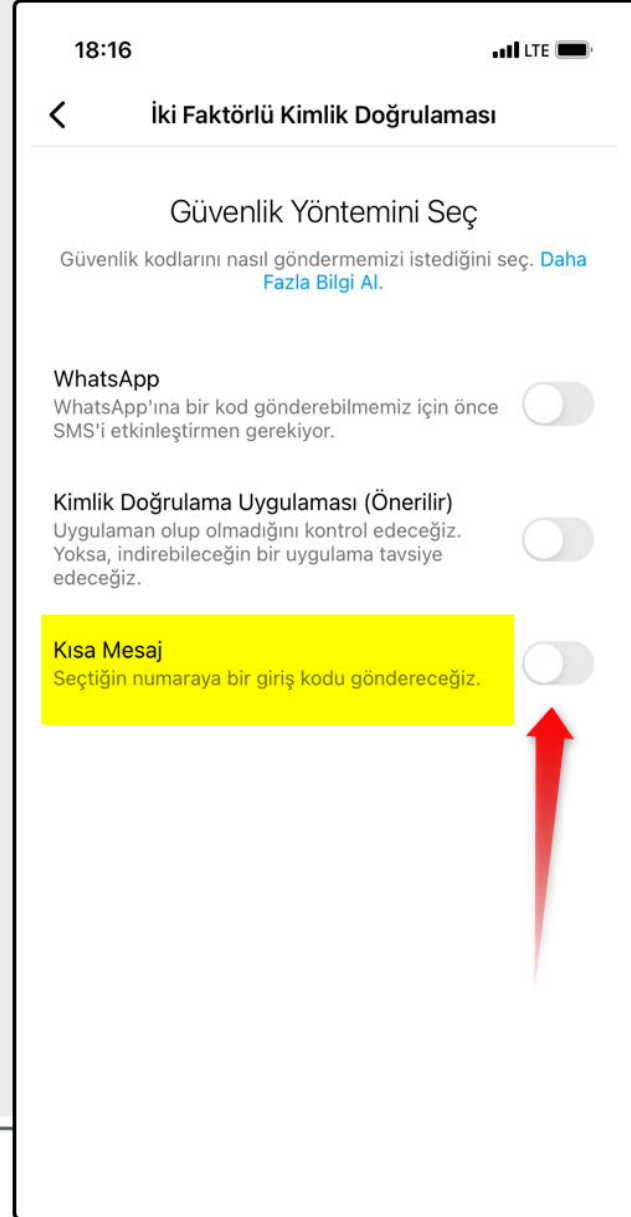 18:16
LTE
İki Faktörlü Kimlik Doğrulaması
Güvenlik Yöntemini Seç
Güvenlik kodlarını nasıl göndermemizi istediğini seç. Daha
Fazla Bilgi Al.
WhatsApp
WhatsApp'ına bir kod gönderebilmemiz için önce
SMS'i etkinleştirmen gerekiyor.
Kimlik Doğrulama Uygulaması (Önerilir)
Uygulaman olup olmadığını kontrol edeceğiz.
Yoksa, indirebileceğin bir uygulama tavsiye
edeceğiz.
Kısa Mesaj
Seçtiğin numaraya bir giriş kodu göndereceğiz.